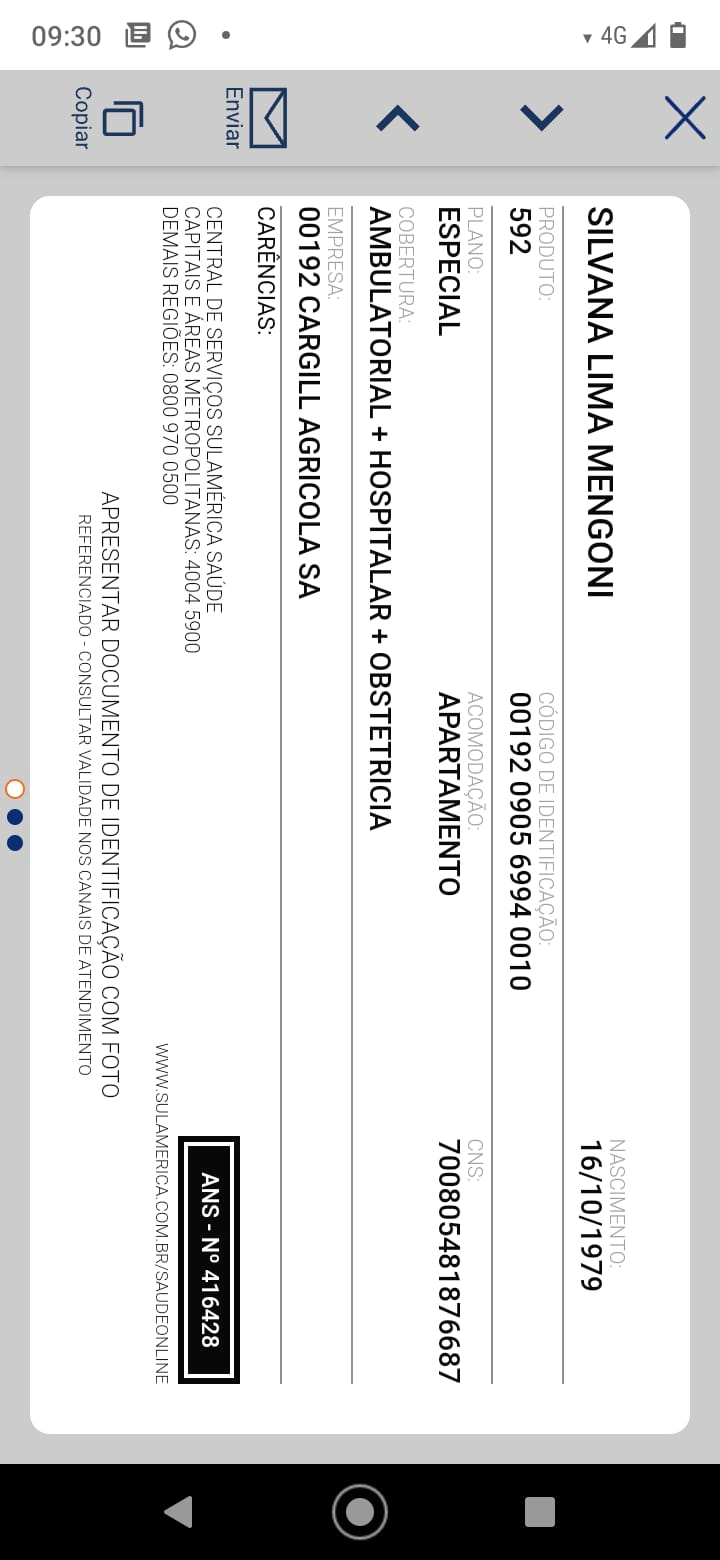 09:30
4G
Copiar
Enviar
SILVANA LIMA MENGONI
NASCIMENTO:
16/10/1979
PRODUTO:
592
CÓDIGO DE IDENTIFICAÇÃO:
00192 0905 6994 0010
PLANO:
ESPECIAL
ACOMODAÇÃO:
APARTAMENTO
CNS:
700805481876687
COBERTURA:
AMBULATORIAL + HOSPITALAR + OBSTETRICIA
EMPRESA:
00192 CARGILL AGRICOLA SA
CARÊNCIAS:
CENTRAL DE SERVIÇOS SULAMÉRICA SAÚDE
CAPITAIS E ÁREAS METROPOLITANAS: 4004 5900
DEMAIS REGIÕES: 0800 970 0500
ANS - Nº 416428
WWW.SULAMERICA.COM.BR/SAUDEONLINE
APRESENTAR DOCUMENTO DE IDENTIFICAÇÃO COM FOTO
REFERENCIADO - CONSULTAR VALIDADE NOS CANAIS DE ATENDIMENTO